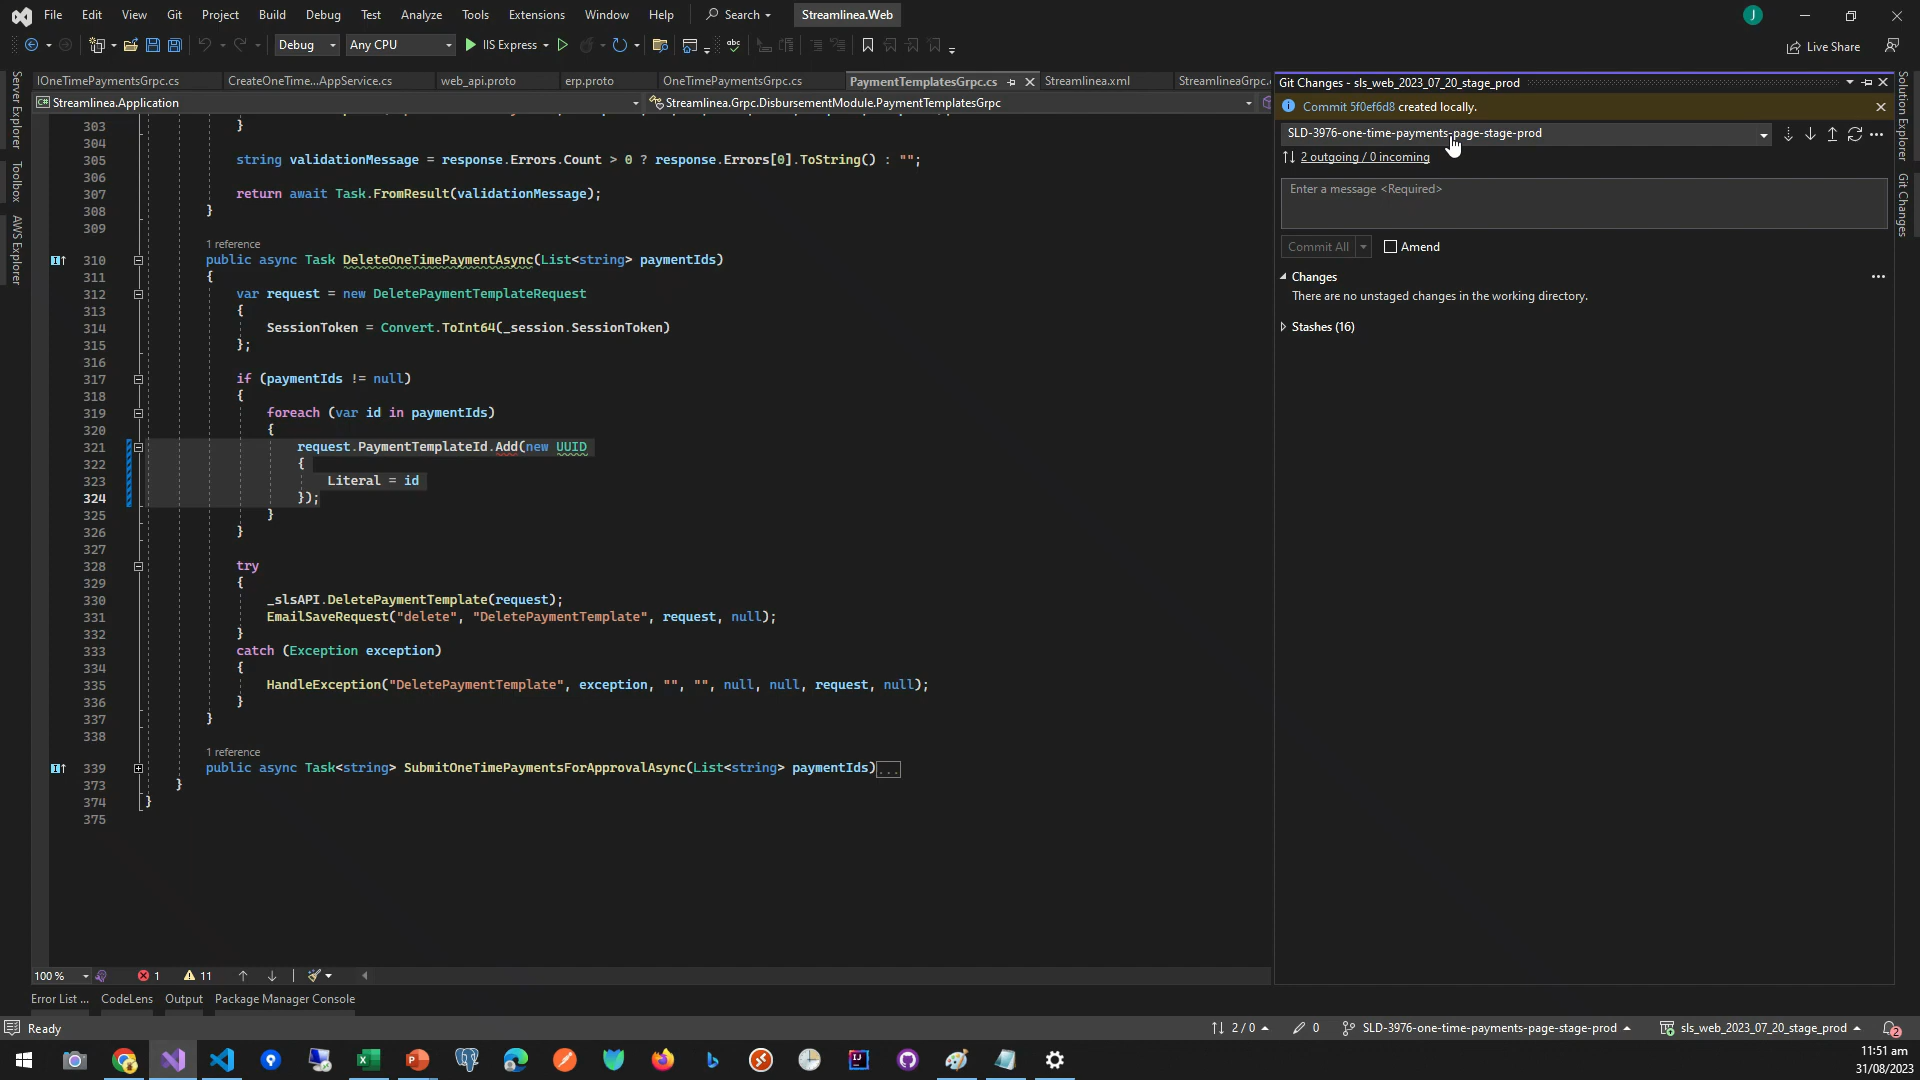 File Edit View Git Project Build Debug Test Analyze Tools Extensions Window Help Search Streamlinea.Web J
Debug Any CPU IIS Express Live Share
IOneTimePaymentsGrpc.cs CreateOneTime...AppService.cs web_api.proto erp.proto OneTimePaymentsGrpc.cs PaymentTemplatesGrpc.cs Streamlinea.xml StreamlineaGrpc.
Streamlinea.Application Streamlinea.Grpc.DisbursementModule.PaymentTemplatesGrpc
Server Explorer
Toolbox
AWS Explorer
303 }
304
305 string validationMessage = response.Errors.Count > 0 ? response.Errors[0].ToString() : "";
306
307 return await Task.FromResult(validationMessage);
308 }
309
1 reference
310 public async Task DeleteOneTimePaymentAsync(List<string> paymentIds)
311 {
312 var request = new DeletePaymentTemplateRequest
313 {
314 SessionToken = Convert.ToInt64(_session.SessionToken)
315 };
316
317 if (paymentIds != null)
318 {
319 foreach (var id in paymentIds)
320 {
321 request.PaymentTemplateId.Add(new UUID
322 {
323 Literal = id
324 });
325 }
326 }
327
328 try
329 {
330 _slsAPI.DeletePaymentTemplate(request);
331 EmailSaveRequest("delete", "DeletePaymentTemplate", request, null);
332 }
333 catch (Exception exception)
334 {
335 HandleException("DeletePaymentTemplate", exception, "", "", null, null, request, null);
336 }
337 }
338
1 reference
339 public async Task<string> SubmitOneTimePaymentsForApprovalAsync(List<string> paymentIds)...
373 }
374 }
375
100 % 1 11
Error List ... CodeLens Output Package Manager Console
Git Changes - sls_web_2023_07_20_stage_prod
Commit 5f0ef6d8 created locally.
SLD-3976-one-time-payments-page-stage-prod
2 outgoing / 0 incoming
Enter a message <Required>
Commit All Amend
Changes
There are no unstaged changes in the working directory.
Stashes (16)
Solution Explorer
Git Changes
Ready 2 / 0 0 SLD-3976-one-time-payments-page-stage-prod sls_web_2023_07_20_stage_prod 2
11:51 am
31/08/2023